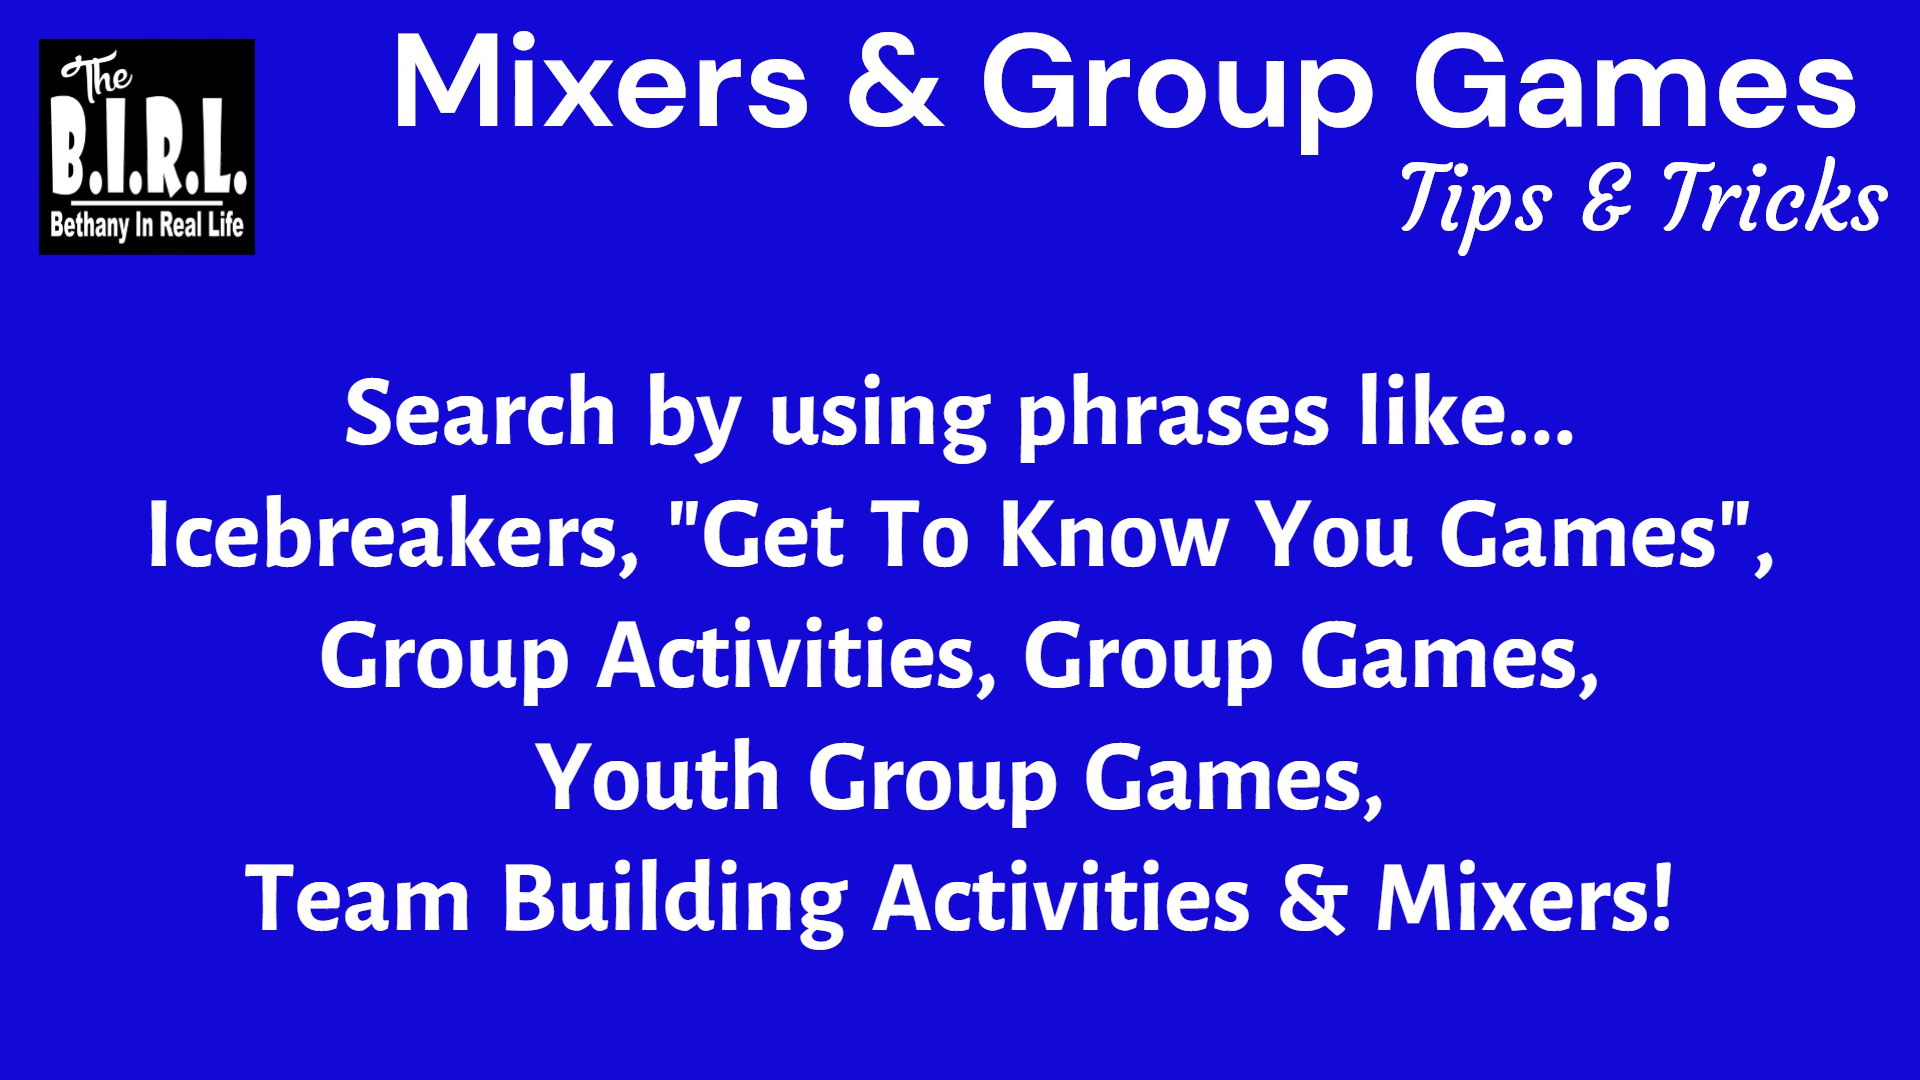 The
B.I.R.L.
Bethany In Real Life
Mixers & Group Games
Tips & Tricks
Search by using phrases like...
Icebreakers, "Get To Know You Games",
Group Activities, Group Games,
Youth Group Games,
Team Building Activities & Mixers!